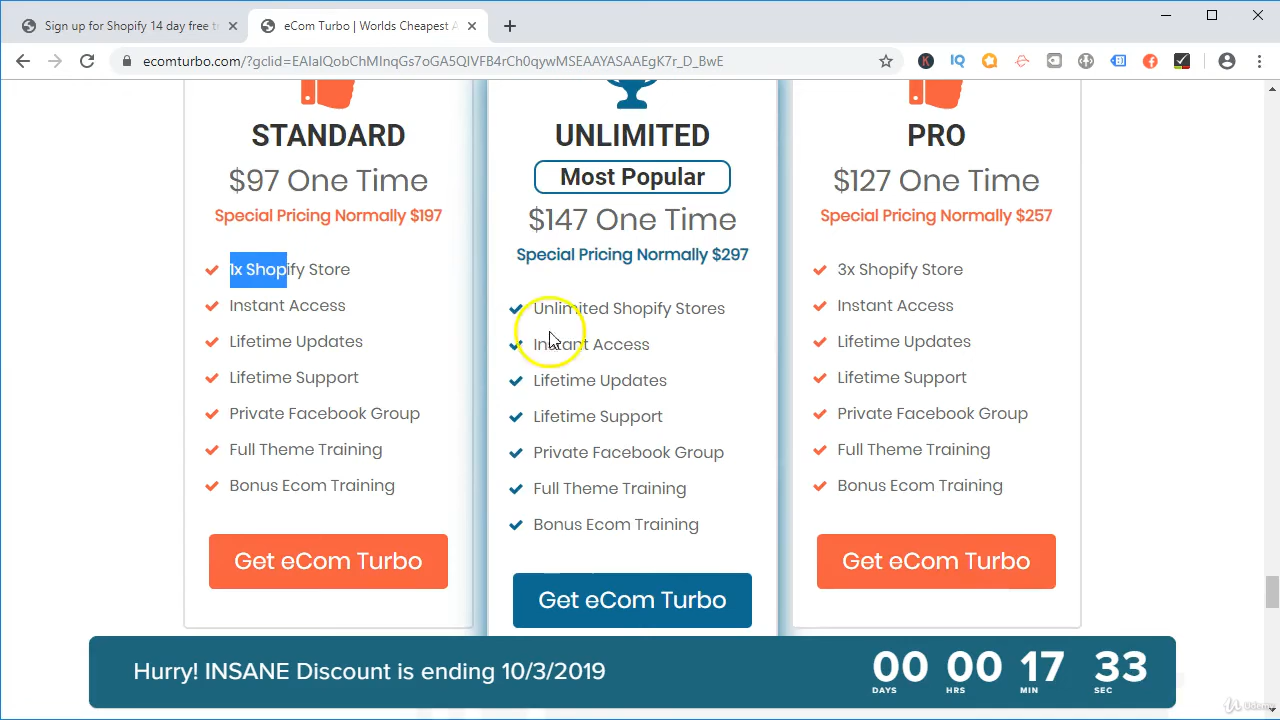 Sign up for Shopify 14 day free t
eCom Turbo | Worlds Cheapest A
ecomturbo.com/?gclid=EAIaIQobChMInqGs7OGA5QIVFB4rCh0qywMSEAAYASAAEgK7r_D_BwE
STANDARD
$97 One Time
Special Pricing Normally $197
1x Shopify Store
Instant Access
Lifetime Updates
Lifetime Support
Private Facebook Group
Full Theme Training
Bonus Ecom Training
Get eCom Turbo
UNLIMITED
Most Popular
$147 One Time
Special Pricing Normally $297
Unlimited Shopify Stores
Instant Access
Lifetime Updates
Lifetime Support
Private Facebook Group
Full Theme Training
Bonus Ecom Training
Get eCom Turbo
PRO
$127 One Time
Special Pricing Normally $257
3x Shopify Store
Instant Access
Lifetime Updates
Lifetime Support
Private Facebook Group
Full Theme Training
Bonus Ecom Training
Get eCom Turbo
Hurry! INSANE Discount is ending 10/3/2019
00 00 17 33
DAYS HRS MIN SEC
Udemy